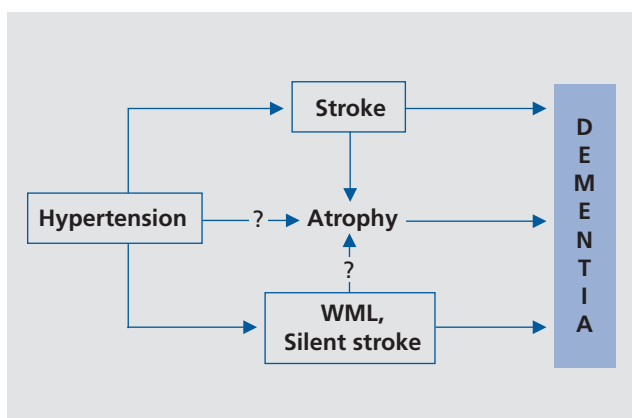 Stroke
Hypertension
?
Atrophy
?
WML,
Silent stroke
D
E
M
E
N
T
I
A